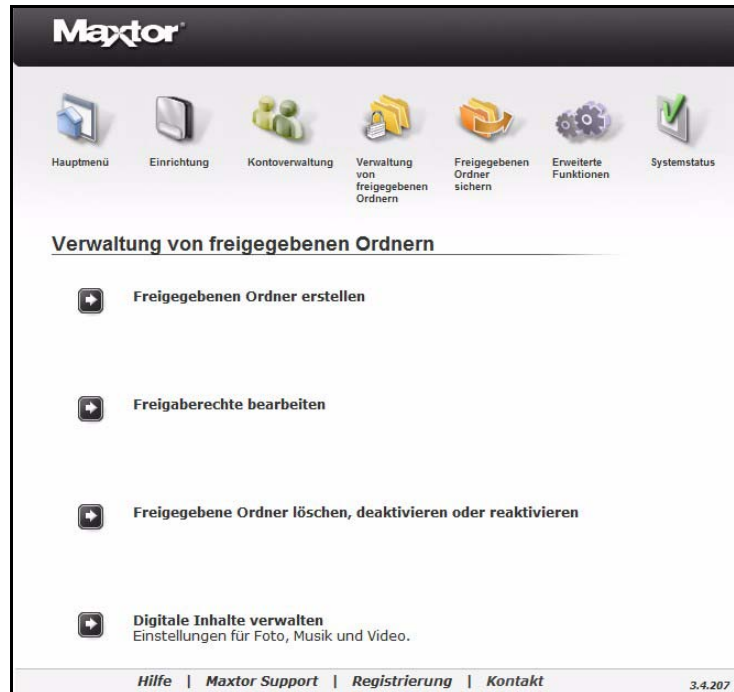 Maxtor
Hauptmenü
Einrichtung
Kontoverwaltung
Verwaltung
von
freigegebenen
Ordnern
Freigegebenen
Ordner
sichern
Erweiterte
Funktionen
Systemstatus
Verwaltung von freigegebenen Ordnern
Freigegebenen Ordner erstellen
Freigaberechte bearbeiten
Freigegebene Ordner löschen, deaktivieren oder reaktivieren
Digitale Inhalte verwalten
Einstellungen für Foto, Musik und Video.
Hilfe | Maxtor Support | Registrierung | Kontakt
3.4.207